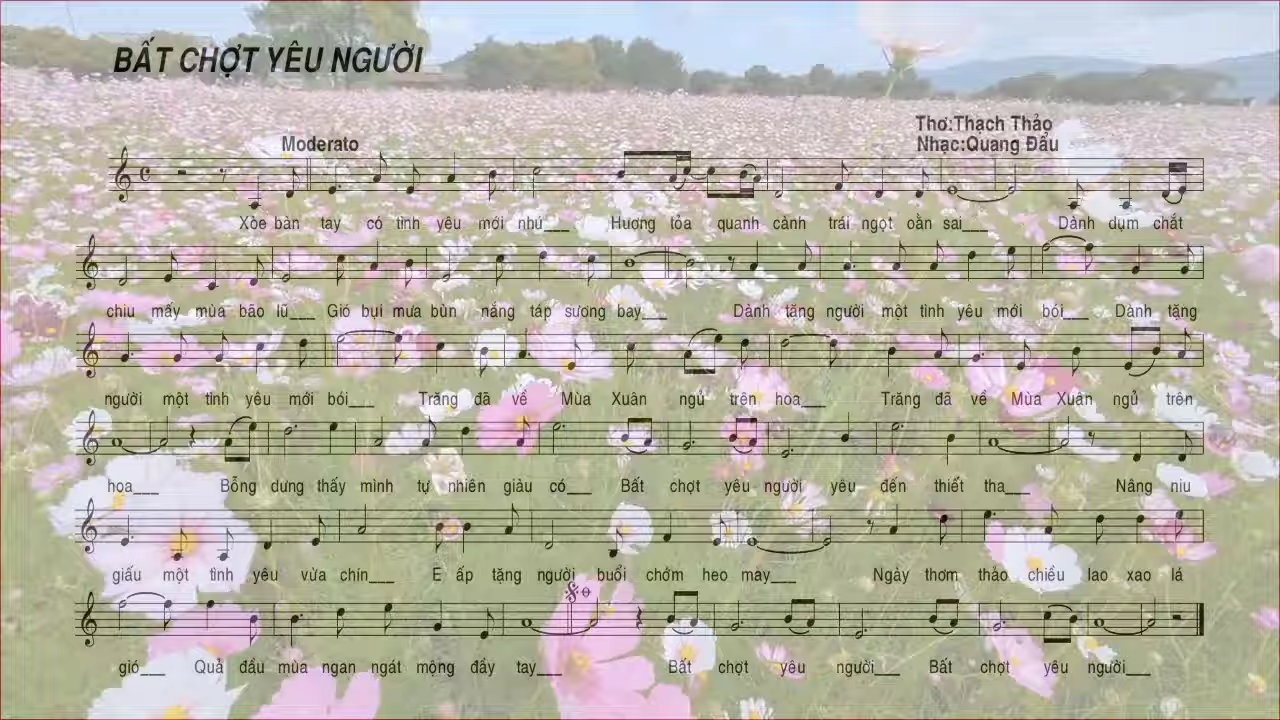 BẤT CHỢT YÊU NGƯỜI
Thơ:Thạch Thảo
Moderato
Nhạc:Quang Đẩu
Xòe bàn tay có tình yêu mới nhú___ Hương tỏa quanh cành trái ngọt oằn sai___ Dành dụm chắt
chiu mấy mùa bão lũ___ Gió bụi mưa bùn nắng táp sương bay___ Dành tặng người một tình yêu mới bói___ Dành tặng
người một tình yêu mới bói___ Trăng đã về Mùa Xuân ngủ trên hoa___ Trăng đã về Mùa Xuân ngủ trên
hoa___ Bỗng dưng thấy mình tự nhiên giàu có___ Bất chợt yêu người yêu đến thiết tha___ Nâng niu
giấu một tình yêu vừa chín___ E ấp tặng người buổi chớm heo may___ Ngày thơm thảo chiều lao xao lá
gió___ Quả đầu mùa ngan ngát mộng đầy tay___ Bất chợt yêu người___ Bất chợt yêu người___